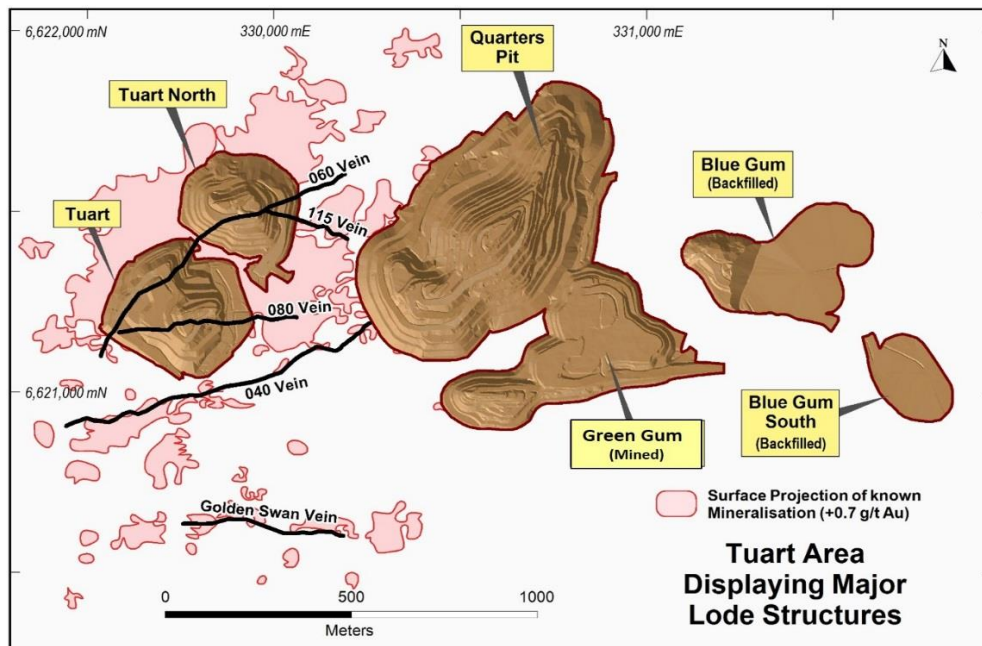 6,622,000 mN
330,000 mE
331,000 mE
N
Quarters
Pit
Tuart North
060 Vein
Blue Gum
(Backfilled)
Tuart
115 Vein
080 Vein
6,621,000 mN
040 Vein
Green Gum
(Mined)
Blue Gum
South
(Backfilled)
Golden Swan Vein
Surface Projection of known
Mineralisation (+0.7 g/t Au)
Tuart Area
Displaying Major
Lode Structures
0 500 1000
Meters